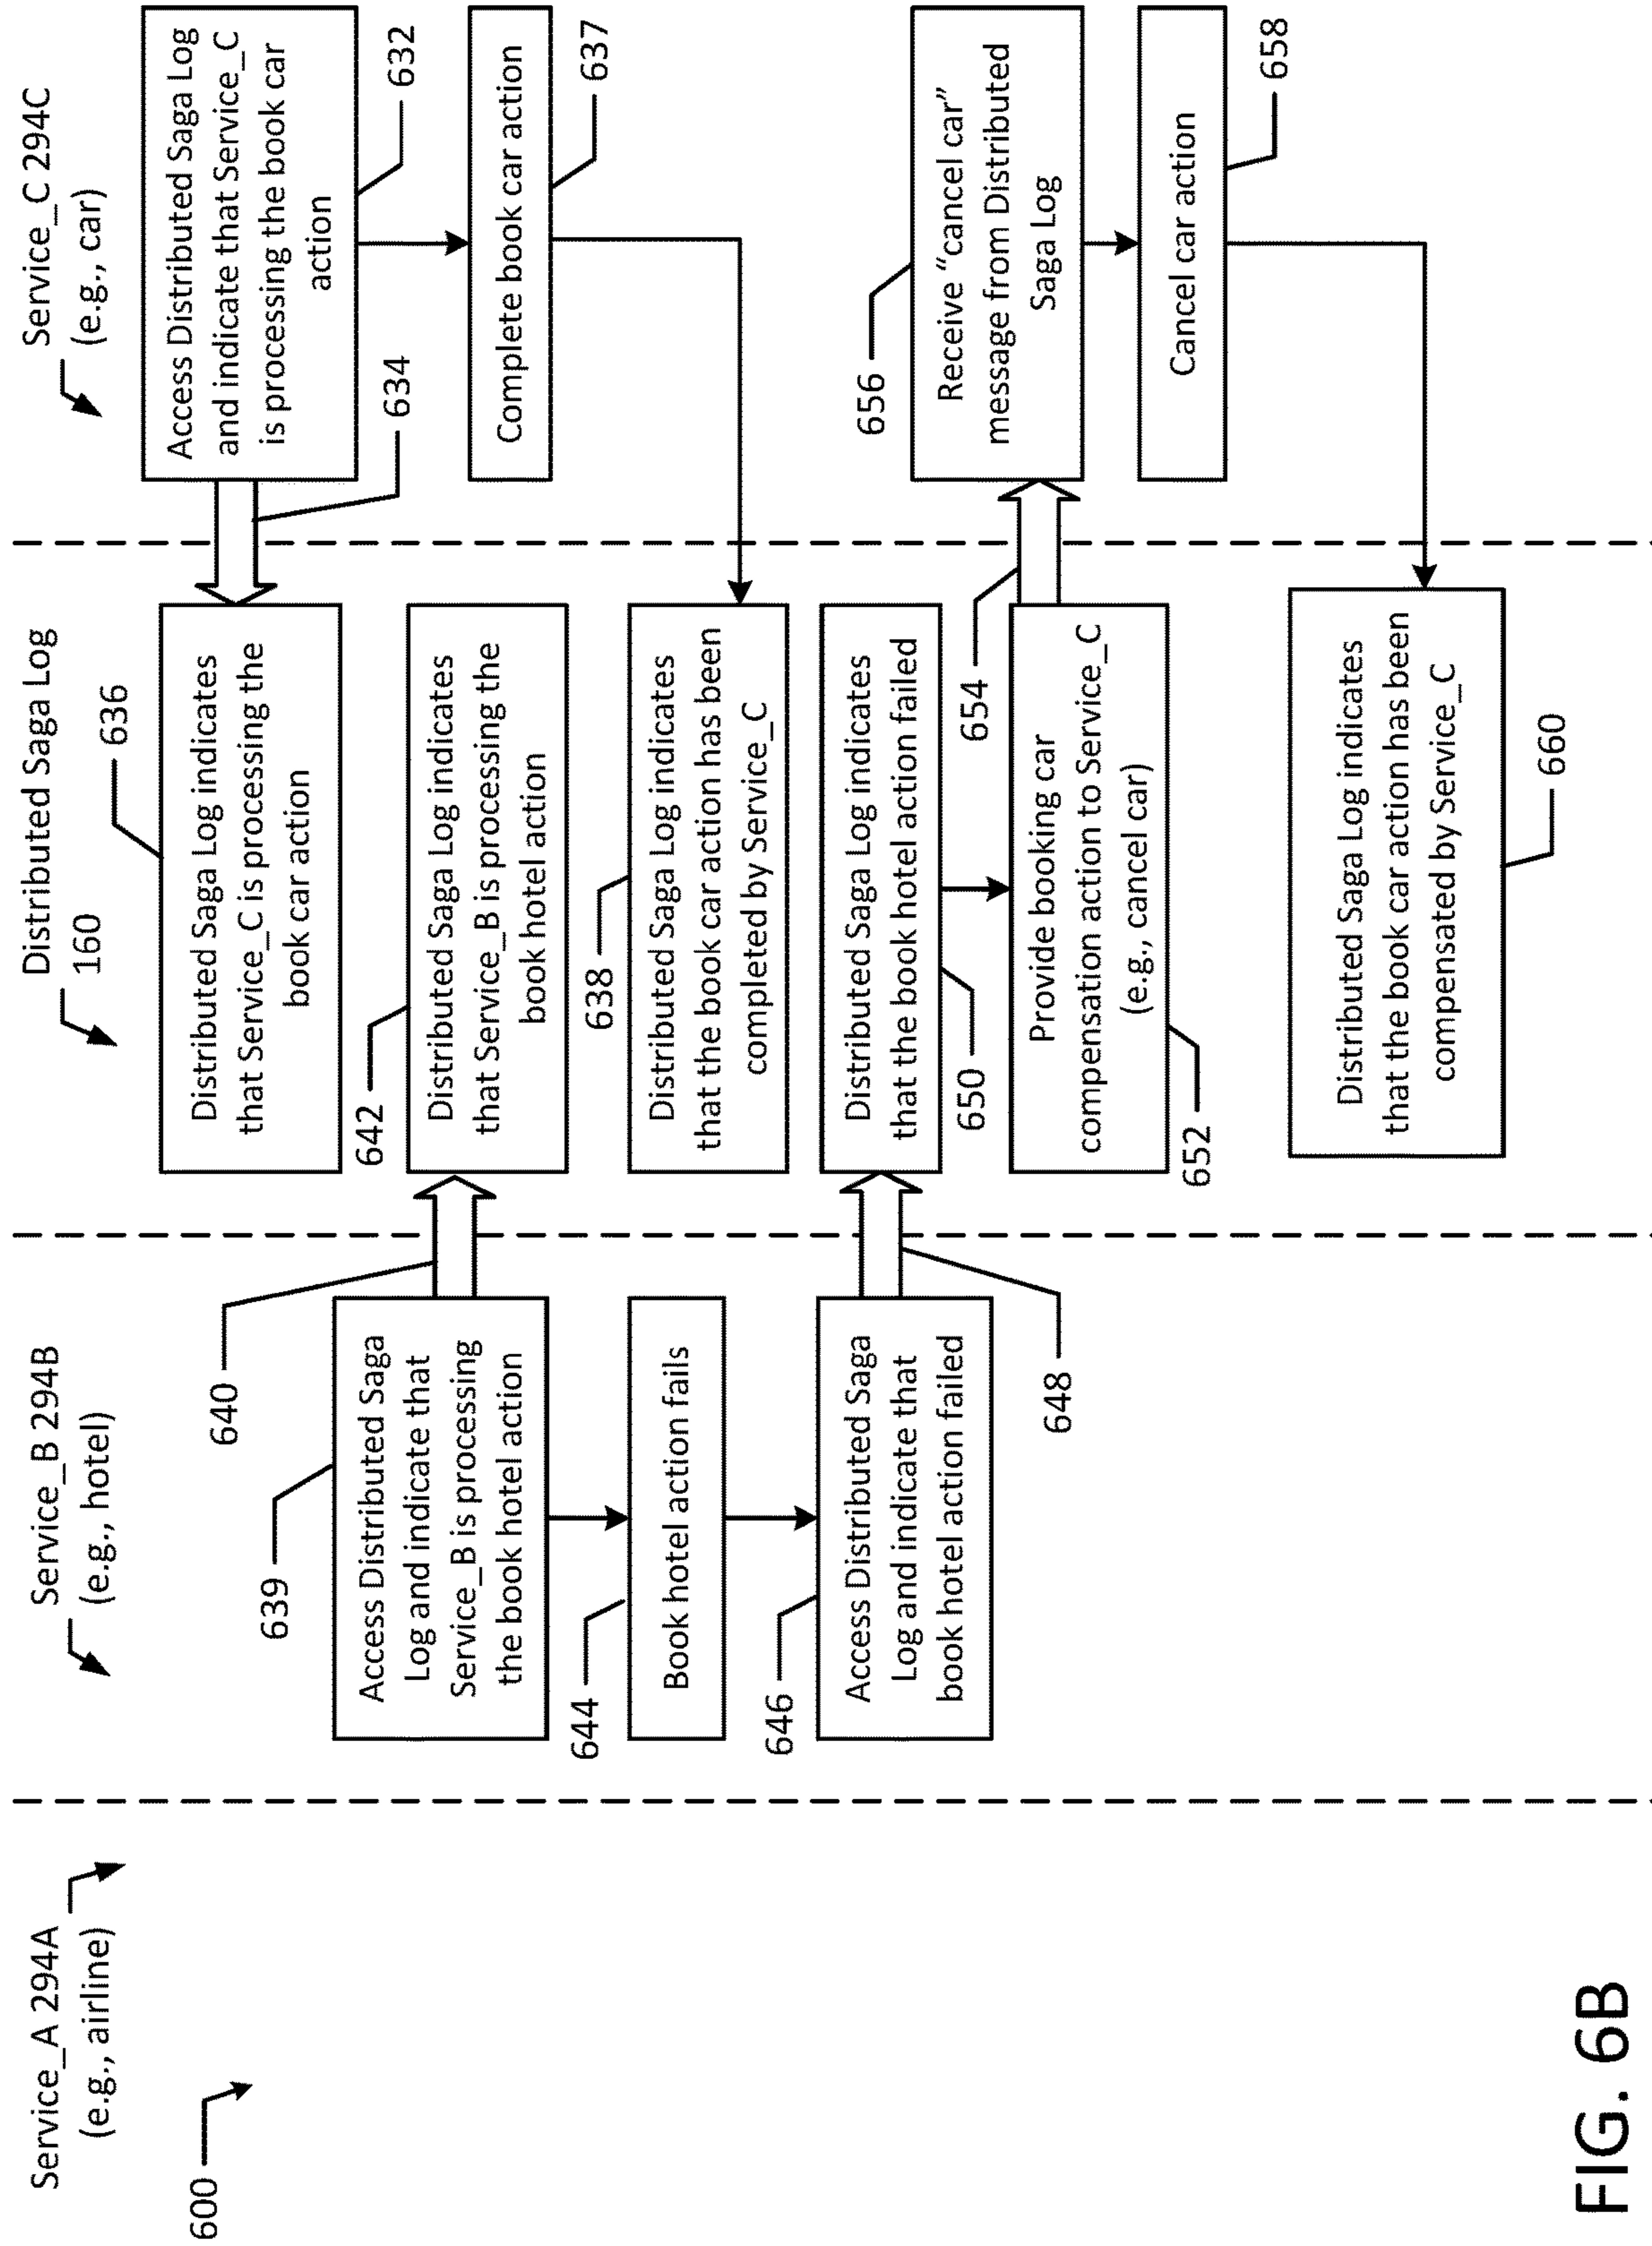 Service_A 294A
(e.g., airline)
600
Service_B 294B
(e.g., hotel)
640
639
Access Distributed Saga
Log and indicate that
Service_B is processing
the book hotel action
644
Book hotel action fails
646
Access Distributed Saga
Log and indicate that
book hotel action failed
648
Distributed Saga Log
160
636
Distributed Saga Log indicates
that Service_C is processing the
book car action
642
Distributed Saga Log indicates
that Service_B is processing the
book hotel action
638
Distributed Saga Log indicates
that the book car action has been
completed by Service_C
Distributed Saga Log indicates
that the book hotel action failed
650
654
Provide booking car
compensation action to Service_C
(e.g., cancel car)
652
Distributed Saga Log indicates
that the book car action has been
compensated by Service_C
660
Service_C 294C
(e.g., car)
Access Distributed Saga Log
and indicate that Service_C
is processing the book car
action
632
634
Complete book car action
637
656
Receive “cancel car”
message from Distributed
Saga Log
Cancel car action
658
FIG. 6B